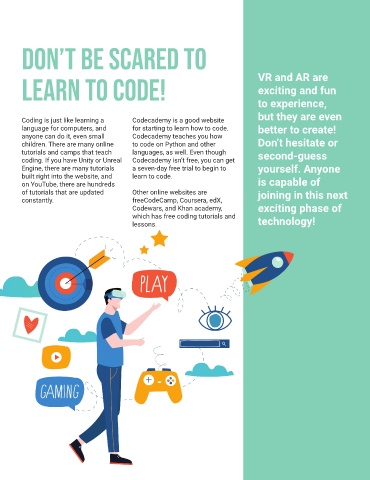 DON'T BE SCARED TO
LEARN TO CODE!
Coding is just like learning a
language for computers, and
anyone can do it, even small
children. There are many online
tutorials and camps that teach
coding. If you have Unity or Unreal
Engine, there are many tutorials
built right into the website, and
on YouTube, there are hundreds
of tutorials that are updated
constantly.
Codecademy is a good website
for starting to learn how to code.
Codecademy teaches you how
to code on Python and other
languages, as well. Even though
Codecademy isn't free, you can get
a seven-day free trial to begin to
learn to code.
Other online websites are
freeCodeCamp, Coursera, edX,
Codewars, and Khan academy,
which has free coding tutorials and
lessons.
VR and AR are
exciting and fun
to experience,
but they are even
better to create!
Don't hesitate or
second-guess
yourself. Anyone
is capable of
joining in this next
exciting phase of
technology!
PLAY
GAMING